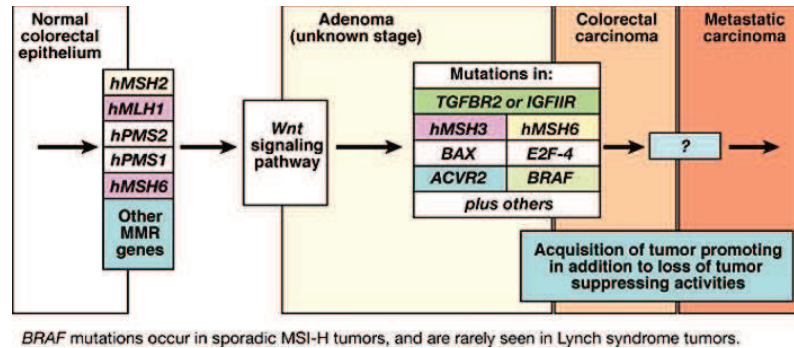 Normal
colorectal
epithelium
Adenoma
(unknown stage)
Colorectal
carcinoma
Metastatic
carcinoma
hMSH2
hMLH1
hPMS2
hPMS1
hMSH6
Other
MMR
genes
Wnt
signaling
pathway
Mutations in:
TGFBR2 or IGFIIR
hMSH3 hMSH6
BAX E2F-4
ACVR2 BRAF
plus others
?
Acquisition of tumor promoting
in addition to loss of tumor
suppressing activities
BRAF mutations occur in sporadic MSI-H tumors, and are rarely seen in Lynch syndrome tumors.